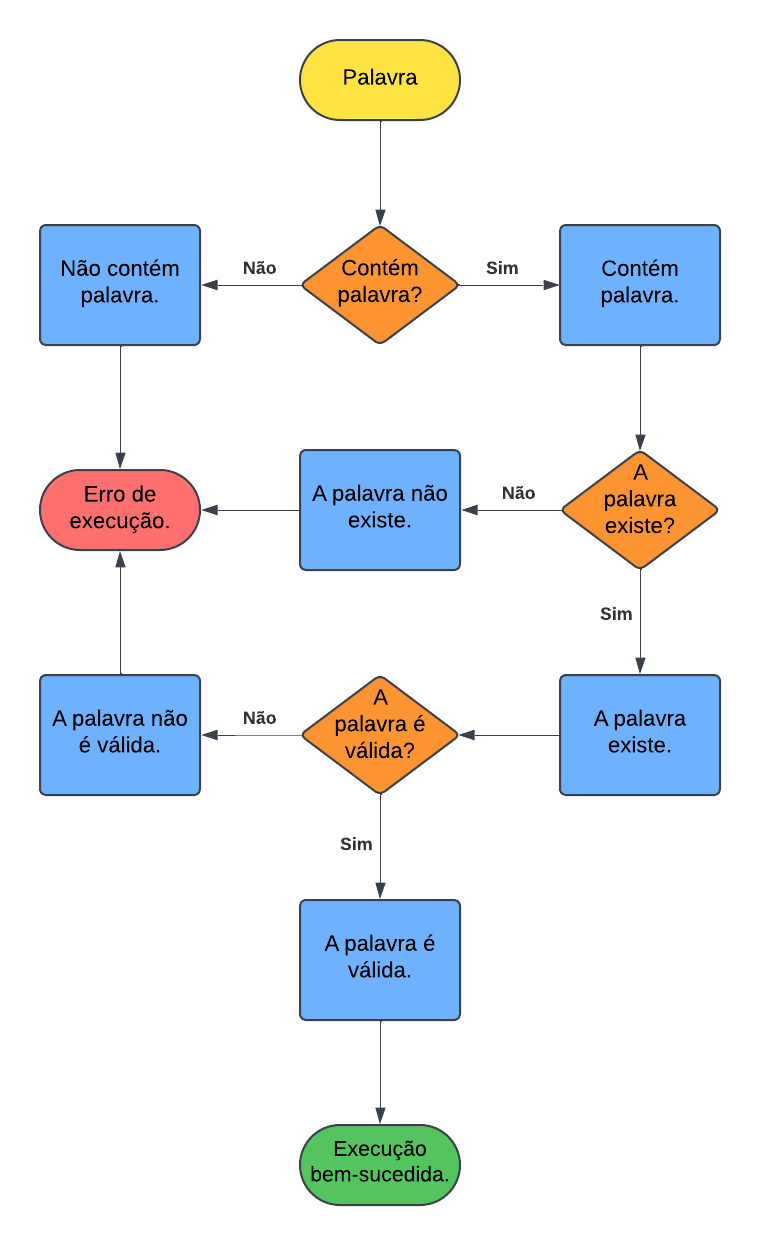 Palavra
Não contém
palavra.
Não
Contém
palavra?
Sim
Contém
palavra.
Erro de
execução.
A palavra não
existe.
Não
A
palavra
existe?
Sim
A palavra não
é válida.
Não
A
palavra é
válida?
A palavra
existe.
Sim
A palavra é
válida.
Execução
bem-sucedida.